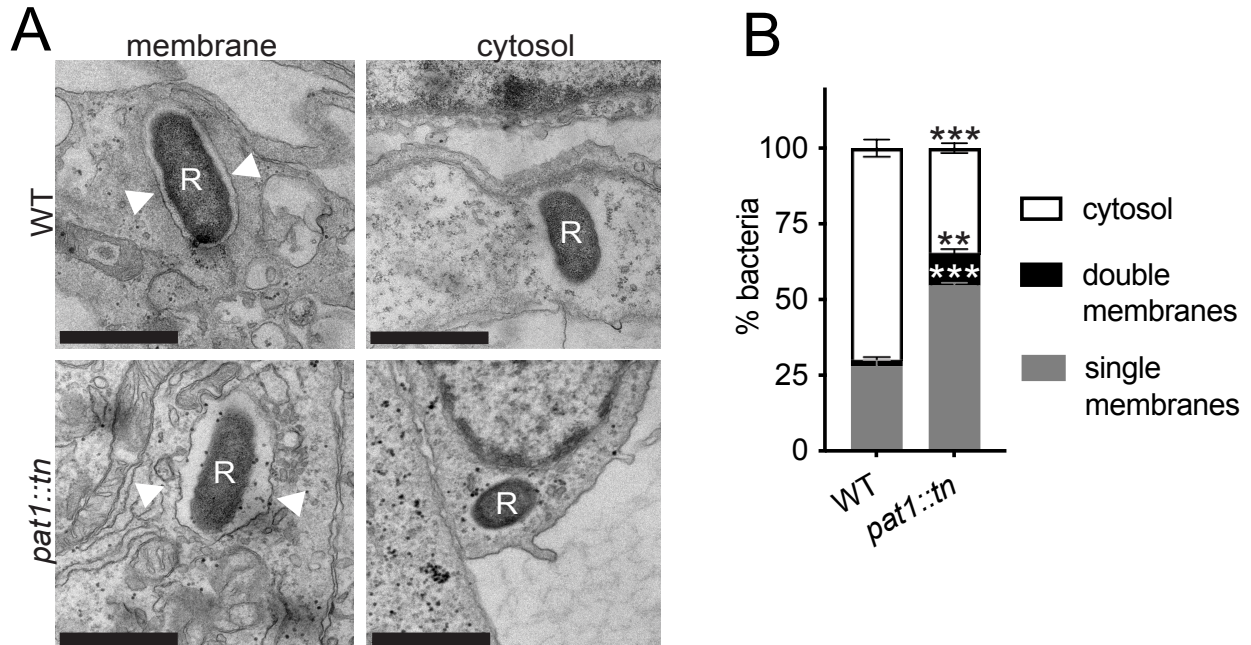 A
membrane
cytosol
WT
R
R
pat1::tn
R
R
B
% bacteria
100
75
50
25
0
***
**
***
WT
pat1::tn
cytosol
double
membranes
single
membranes